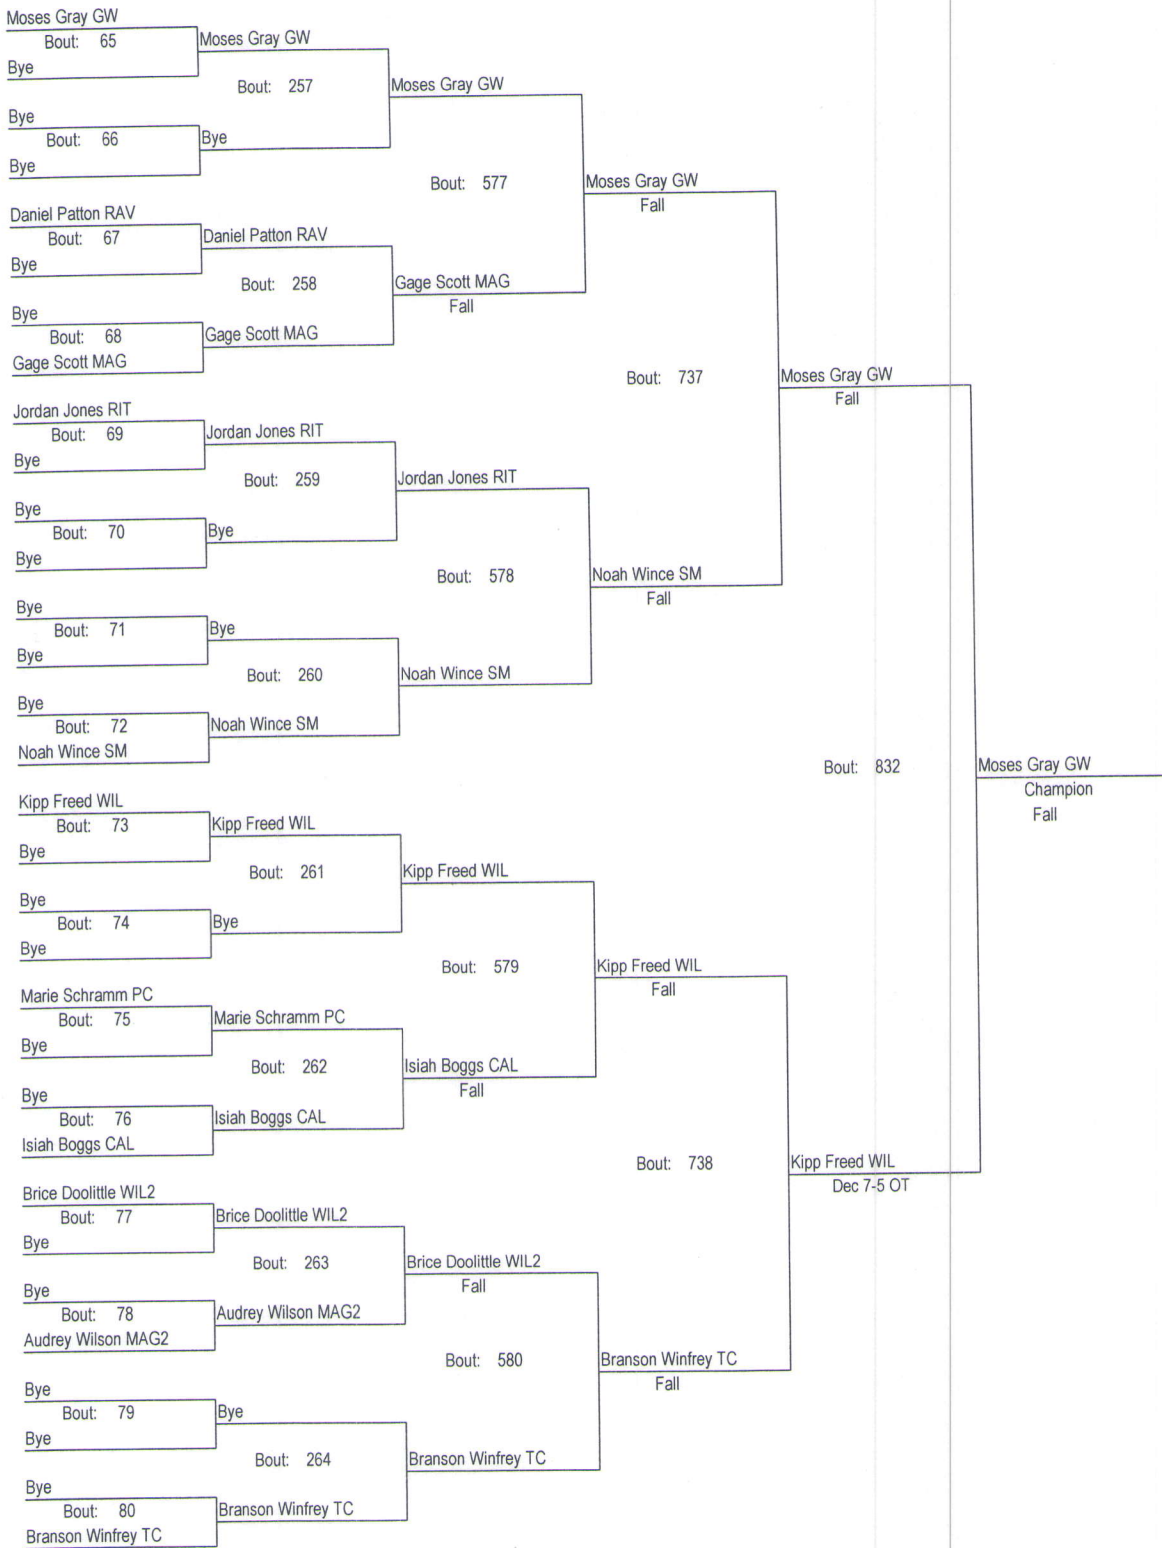 Moses Gray GW
Bout: 65
Moses Gray GW
Bye
Bout: 257
Moses Gray GW
Bye
Bout: 66
Bye
Bye
Bout: 577
Moses Gray GW
Fall
Daniel Patton RAV
Bout: 67
Daniel Patton RAV
Bye
Bout: 258
Gage Scott MAG
Fall
Bye
Bout: 68
Gage Scott MAG
Gage Scott MAG
Bout: 737
Moses Gray GW
Fall
Jordan Jones RIT
Bout: 69
Jordan Jones RIT
Bye
Bout: 259
Jordan Jones RIT
Bye
Bout: 70
Bye
Bye
Bout: 578
Noah Wince SM
Fall
Bye
Bout: 71
Bye
Bye
Bout: 260
Noah Wince SM
Bye
Bout: 72
Noah Wince SM
Noah Wince SM
Bout: 832
Moses Gray GW
Champion
Fall
Kipp Freed WIL
Bout: 73
Kipp Freed WIL
Bye
Bout: 261
Kipp Freed WIL
Bye
Bout: 74
Bye
Bye
Bout: 579
Kipp Freed WIL
Fall
Marie Schramm PC
Bout: 75
Marie Schramm PC
Bye
Bout: 262
Isiah Boggs CAL
Fall
Bye
Bout: 76
Isiah Boggs CAL
Isiah Boggs CAL
Bout: 738
Kipp Freed WIL
Dec 7-5 OT
Brice Doolittle WIL2
Bout: 77
Brice Doolittle WIL2
Bye
Bout: 263
Brice Doolittle WIL2
Fall
Bye
Bout: 78
Audrey Wilson MAG2
Audrey Wilson MAG2
Bout: 580
Branson Winfrey TC
Fall
Bye
Bout: 79
Bye
Bye
Bout: 264
Branson Winfrey TC
Bye
Bout: 80
Branson Winfrey TC
Branson Winfrey TC